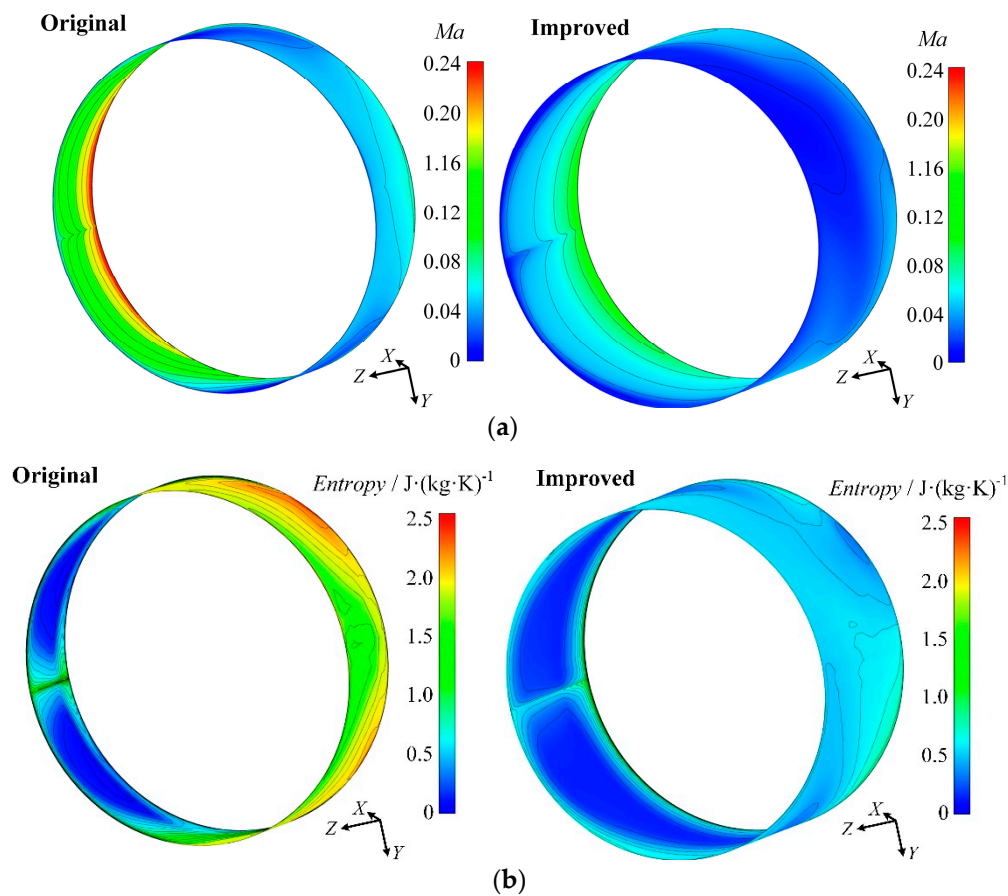 Original
Ma
0.24
0.20
1.16
0.12
0.08
0.04
0
X
Z
Y
Improved
Ma
0.24
0.20
1.16
0.12
0.08
0.04
0
X
Z
Y
(a)
Original
Entropy / J·(kg·K)⁻¹
2.5
2.0
1.5
1.0
0.5
0
X
Z
Y
Improved
Entropy / J·(kg·K)⁻¹
2.5
2.0
1.5
1.0
0.5
0
X
Z
Y
(b)